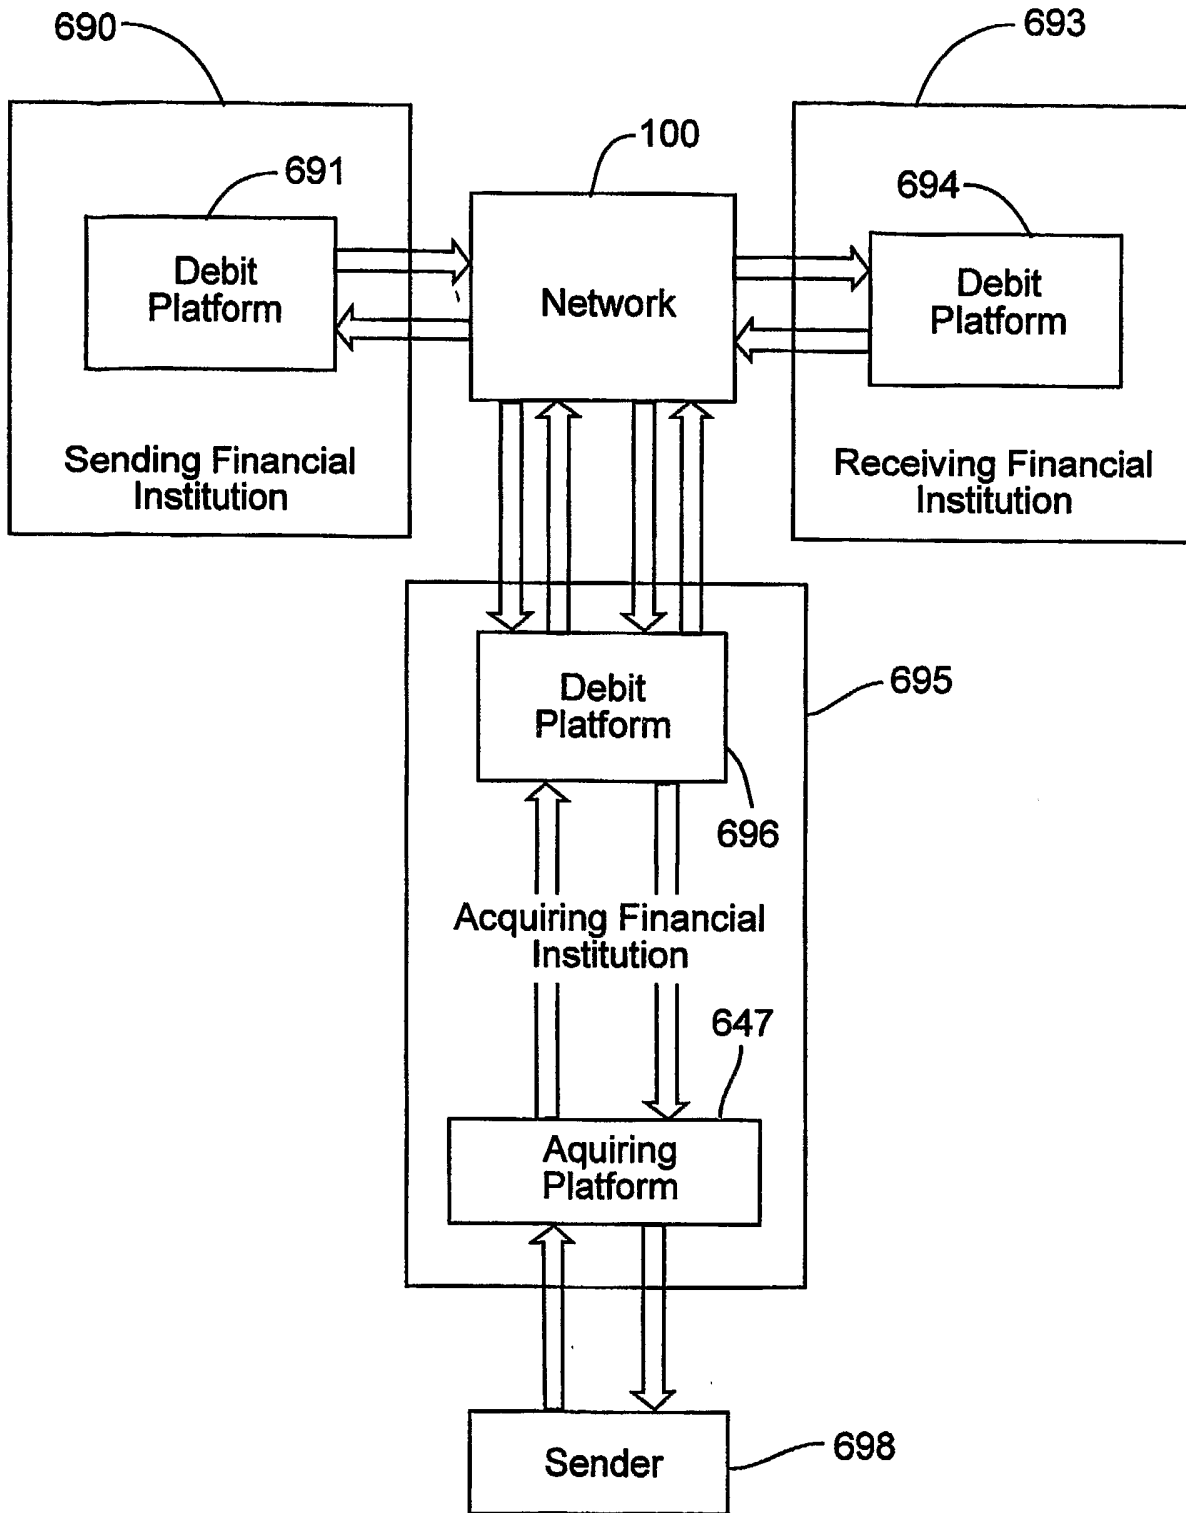 690
693
100
691
694
Debit
Platform
Network
Debit
Platform
Sending Financial
Institution
Receiving Financial
Institution
Debit
Platform
695
696
Acquiring Financial
Institution
647
Aquiring
Platform
Sender
698